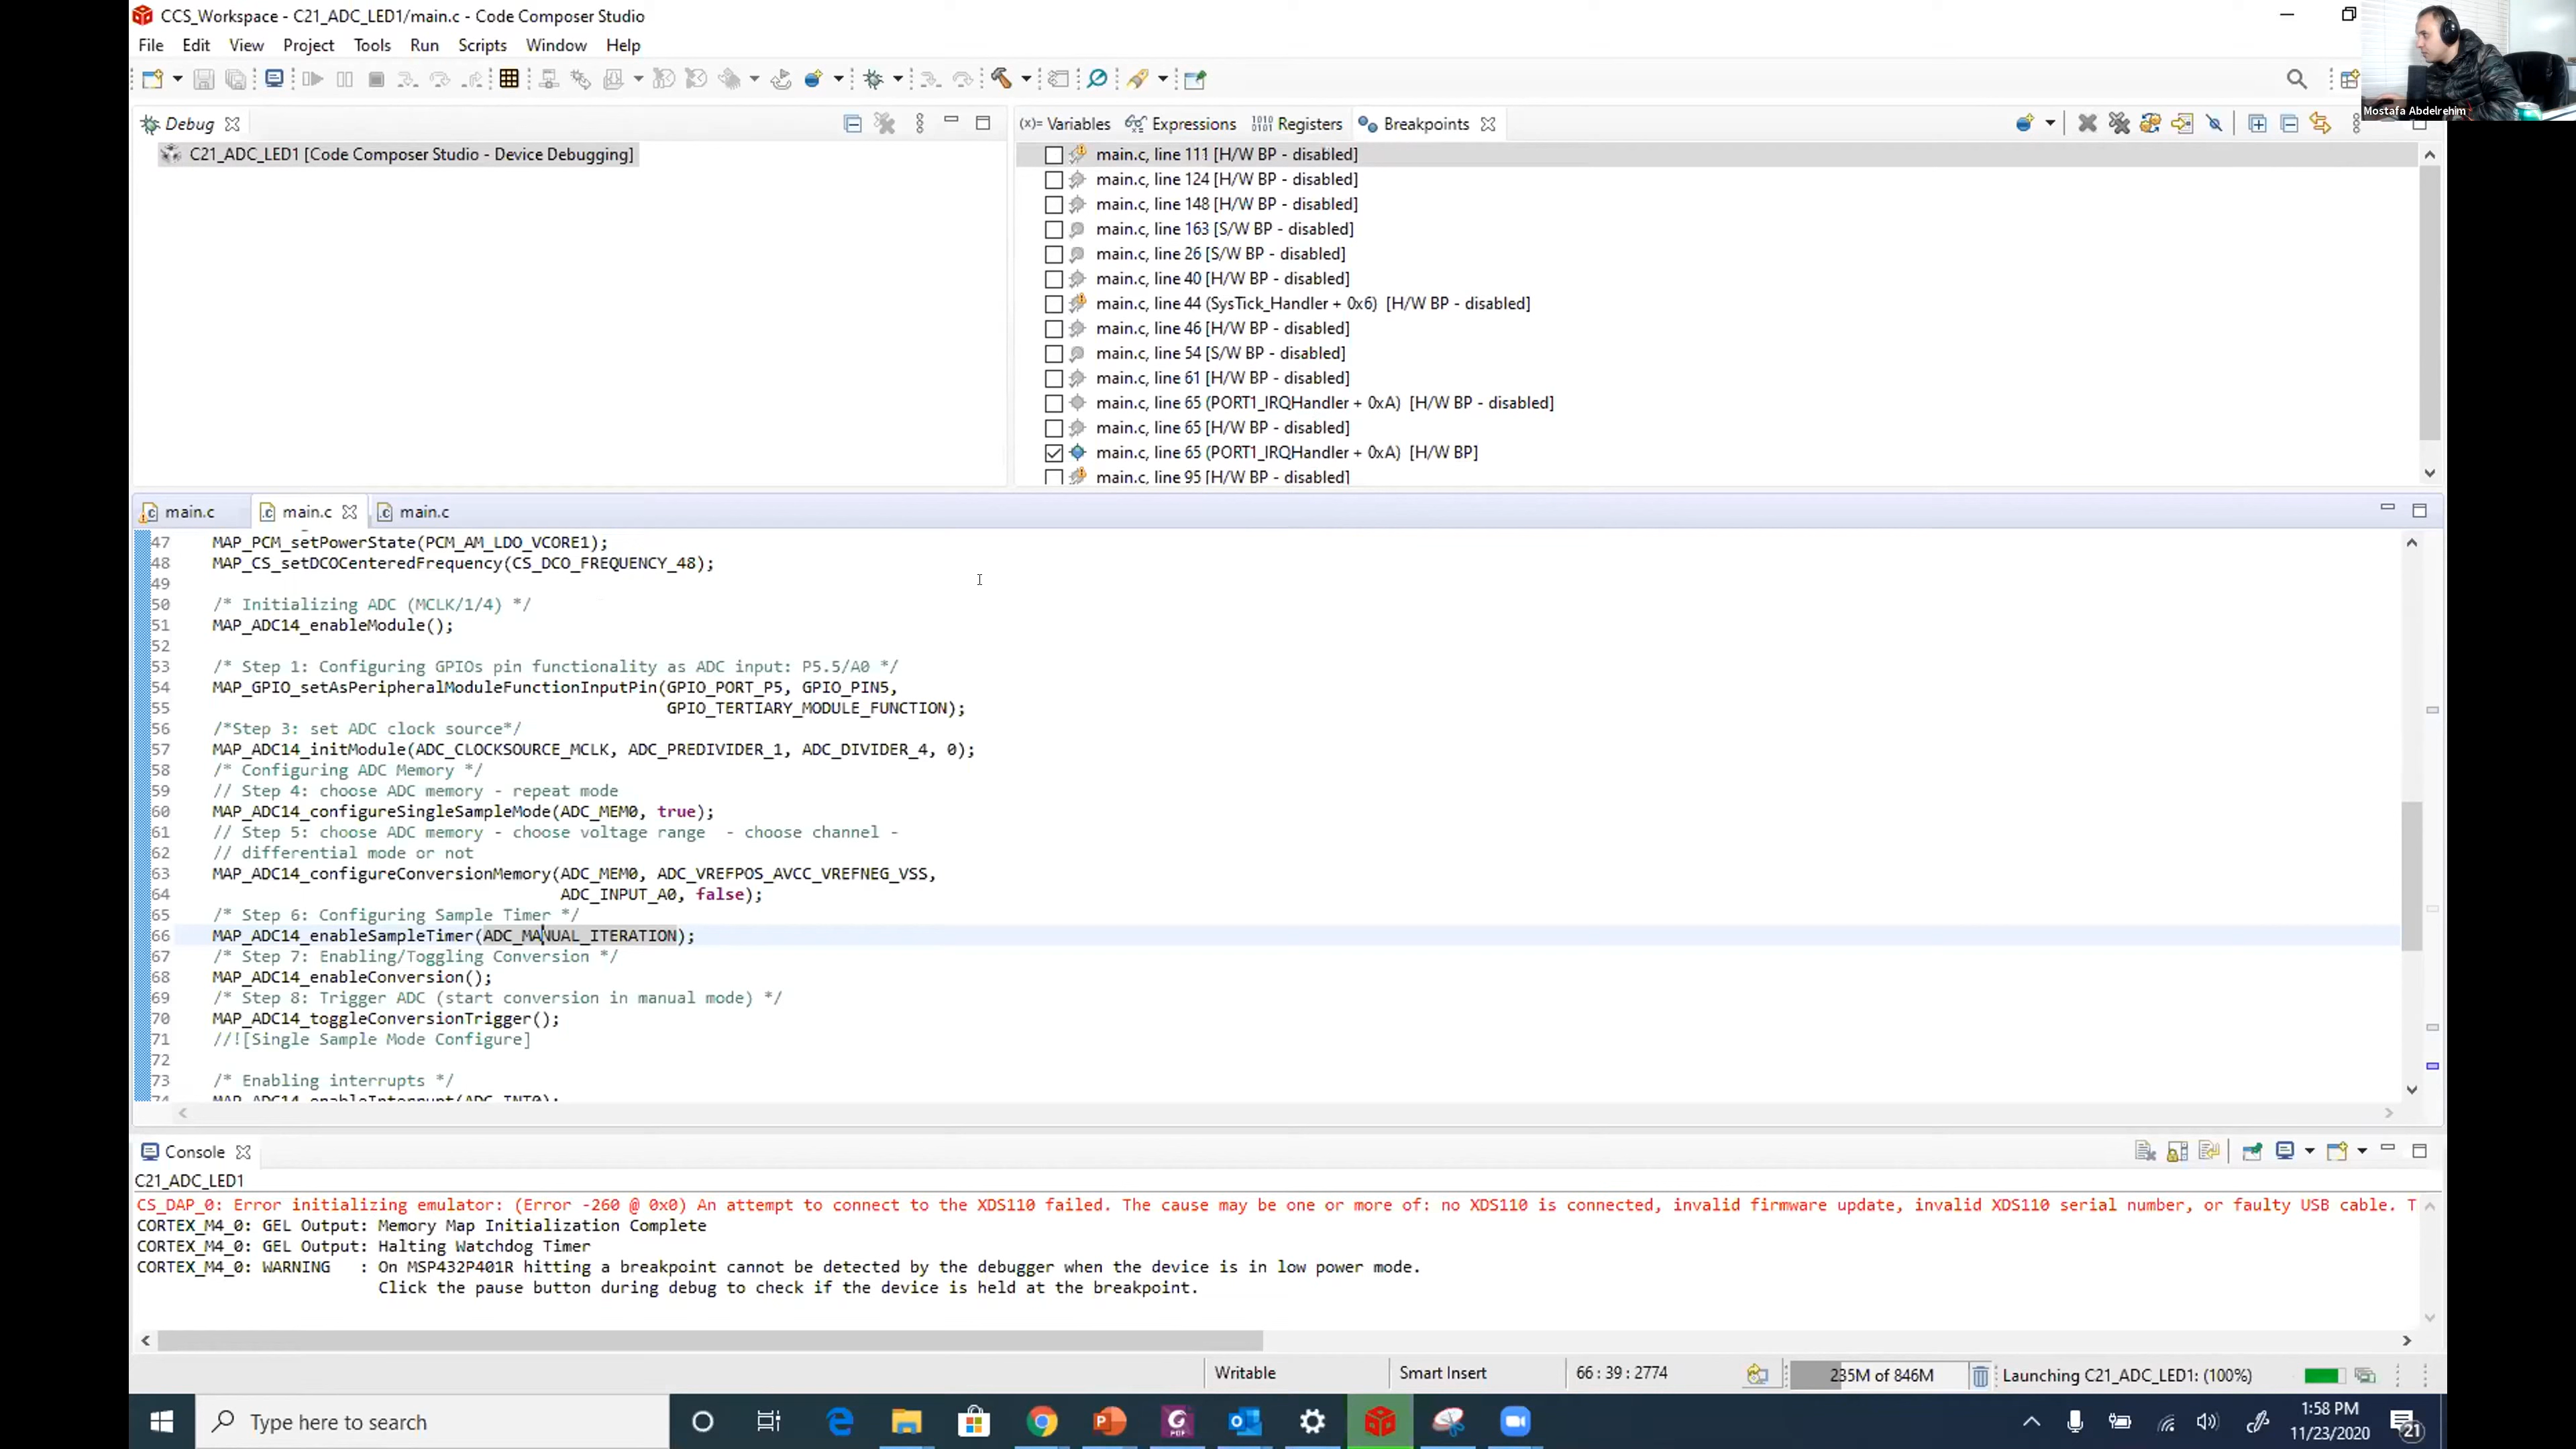 CCS_Workspace - C21_ADC_LED1/main.c - Code Composer Studio
File Edit View Project Tools Run Scripts Window Help
Mostafa Abdelrehim
Debug
C21_ADC_LED1 [Code Composer Studio - Device Debugging]
(x)= Variables Expressions Registers Breakpoints
main.c, line 111 [H/W BP - disabled]
main.c, line 124 [H/W BP - disabled]
main.c, line 148 [H/W BP - disabled]
main.c, line 163 [S/W BP - disabled]
main.c, line 26 [S/W BP - disabled]
main.c, line 40 [H/W BP - disabled]
main.c, line 44 (SysTick_Handler + 0x6) [H/W BP - disabled]
main.c, line 46 [H/W BP - disabled]
main.c, line 54 [S/W BP - disabled]
main.c, line 61 [H/W BP - disabled]
main.c, line 65 (PORT1_IRQHandler + 0xA) [H/W BP - disabled]
main.c, line 65 [H/W BP - disabled]
main.c, line 65 (PORT1_IRQHandler + 0xA) [H/W BP]
main.c, line 95 [H/W BP - disabled]
main.c main.c main.c
47 MAP_PCM_setPowerState(PCM_AM_LDO_VCORE1);
48 MAP_CS_setDCOCenteredFrequency(CS_DCO_FREQUENCY_48);
49
50 /* Initializing ADC (MCLK/1/4) */
51 MAP_ADC14_enableModule();
52
53 /* Step 1: Configuring GPIOs pin functionality as ADC input: P5.5/A0 */
54 MAP_GPIO_setAsPeripheralModuleFunctionInputPin(GPIO_PORT_P5, GPIO_PIN5,
55 GPIO_TERTIARY_MODULE_FUNCTION);
56 /*Step 3: set ADC clock source*/
57 MAP_ADC14_initModule(ADC_CLOCKSOURCE_MCLK, ADC_PREDIVIDER_1, ADC_DIVIDER_4, 0);
58 /* Configuring ADC Memory */
59 // Step 4: choose ADC memory - repeat mode
60 MAP_ADC14_configureSingleSampleMode(ADC_MEM0, true);
61 // Step 5: choose ADC memory - choose voltage range  - choose channel -
62 // differential mode or not
63 MAP_ADC14_configureConversionMemory(ADC_MEM0, ADC_VREFPOS_AVCC_VREFNEG_VSS,
64 ADC_INPUT_A0, false);
65 /* Step 6: Configuring Sample Timer */
66 MAP_ADC14_enableSampleTimer(ADC_MANUAL_ITERATION);
67 /* Step 7: Enabling/Toggling Conversion */
68 MAP_ADC14_enableConversion();
69 /* Step 8: Trigger ADC (start conversion in manual mode) */
70 MAP_ADC14_toggleConversionTrigger();
71 //![Single Sample Mode Configure]
72
73 /* Enabling interrupts */
74 MAP_ADC14_enableInterrupt(ADC_INT0);
Console
C21_ADC_LED1
CS_DAP_0: Error initializing emulator: (Error -260 @ 0x0) An attempt to connect to the XDS110 failed. The cause may be one or more of: no XDS110 is connected, invalid firmware update, invalid XDS110 serial number, or faulty USB cable. T
CORTEX_M4_0: GEL Output: Memory Map Initialization Complete
CORTEX_M4_0: GEL Output: Halting Watchdog Timer
CORTEX_M4_0: WARNING : On MSP432P401R hitting a breakpoint cannot be detected by the debugger when the device is in low power mode.
Click the pause button during debug to check if the device is held at the breakpoint.
Writable Smart Insert 66 : 39 : 2774 235M of 846M Launching C21_ADC_LED1: (100%)
Type here to search
1:58 PM
11/23/2020
21